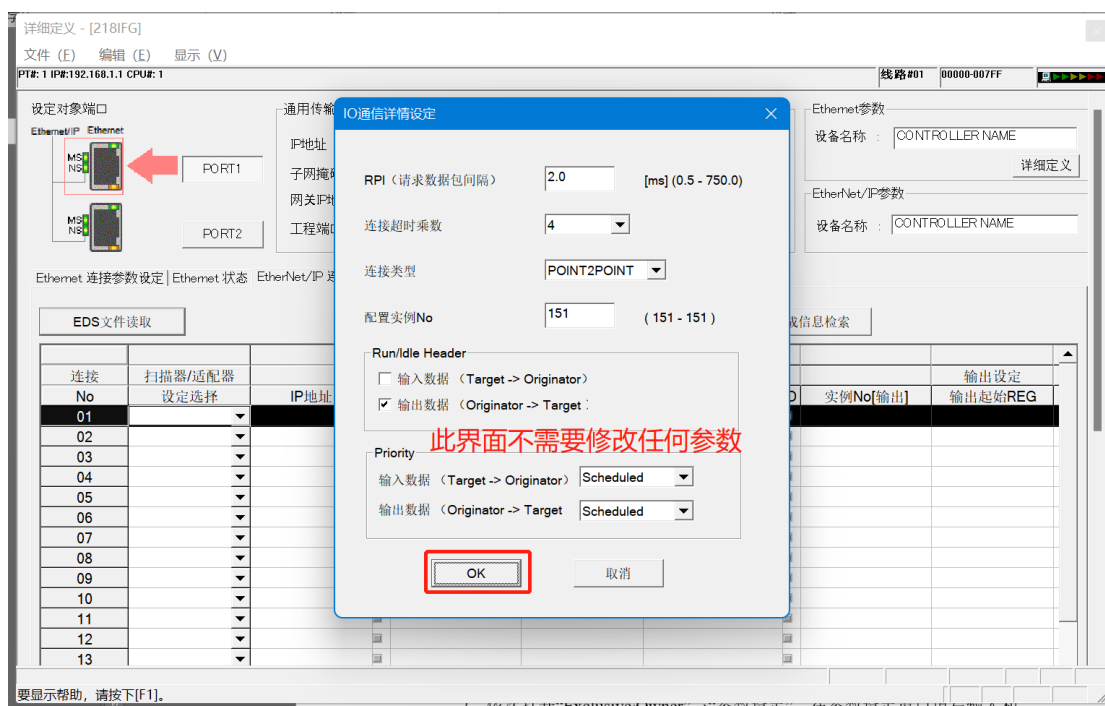 详细定义 - [218IFG]
文件 (F) 编辑 (E) 显示 (V)
PT#: 1 IP#:192.168.1.1 CPU#: 1 线路#01 00000-007FF
设定对象端口
Ethernet/IP Ethernet
MS
NS
PORT1
MS
NS
PORT2
通用传输
IP地址
子网掩
网关IP
工程端
Ethernet参数
设备名称 : CONTROLLER NAME
详细定义
EtherNet/IP参数
设备名称 : CONTROLLER NAME
Ethernet 连接参数设定 Ethernet 状态 EtherNet/IP
EDS文件读取
信息检索
连接 扫描器/适配器 输出设定
No 设定选择 IP地址 实例No[输出] 输出起始REG
01
02
03
04
05
06
07
08
09
10
11
12
13
IO通信详情设定
RPI（请求数据包间隔） 2.0 [ms] (0.5 - 750.0)
连接超时乘数 4
连接类型 POINT2POINT
配置实例No 151 ( 151 - 151 )
Run/Idle Header
输入数据 （Target -> Originator）
输出数据 （Originator -> Target
此界面不需要修改任何参数
Priority
输入数据 （Target -> Originator） Scheduled
输出数据 （Originator -> Target Scheduled
OK 取消
要显示帮助，请按下[F1]。